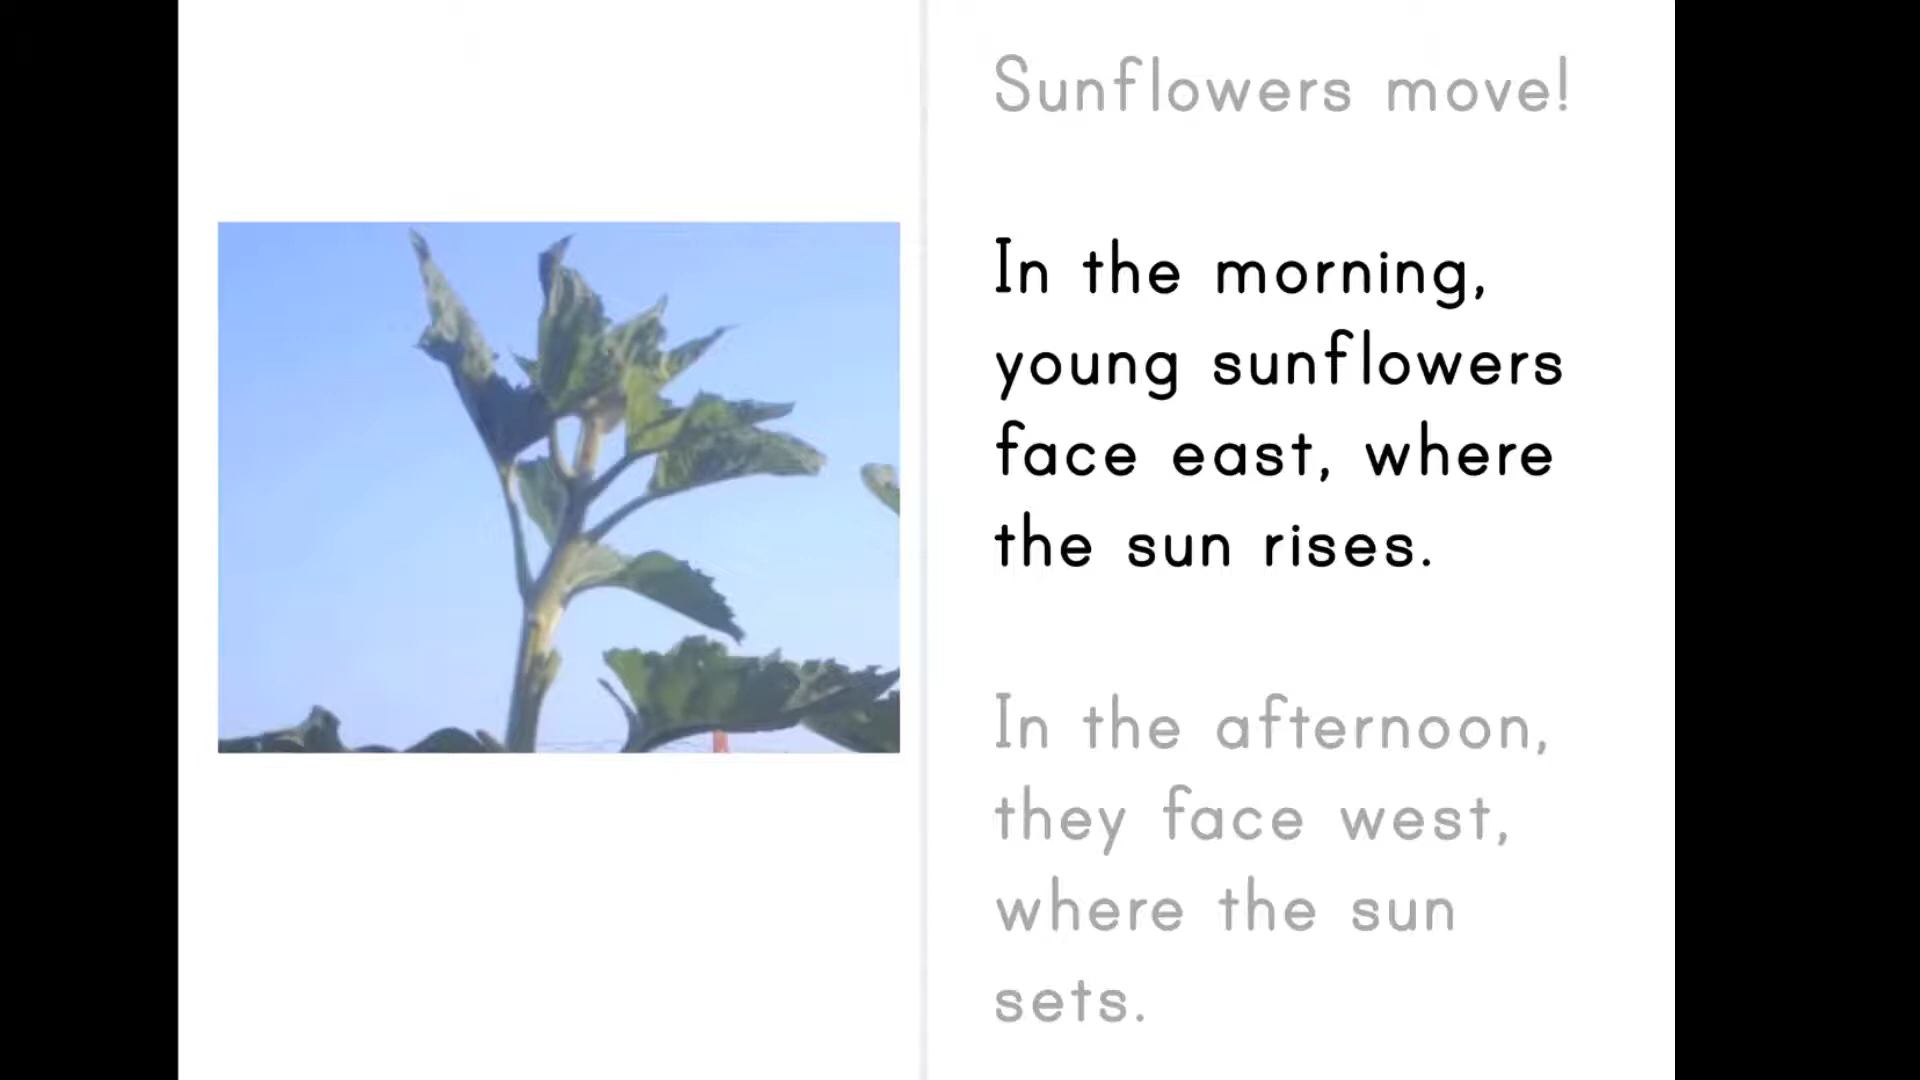 Sunflowers move!
In the morning,
young sunflowers
face east, where
the sun rises.
In the afternoon,
they face west,
where the sun
sets.